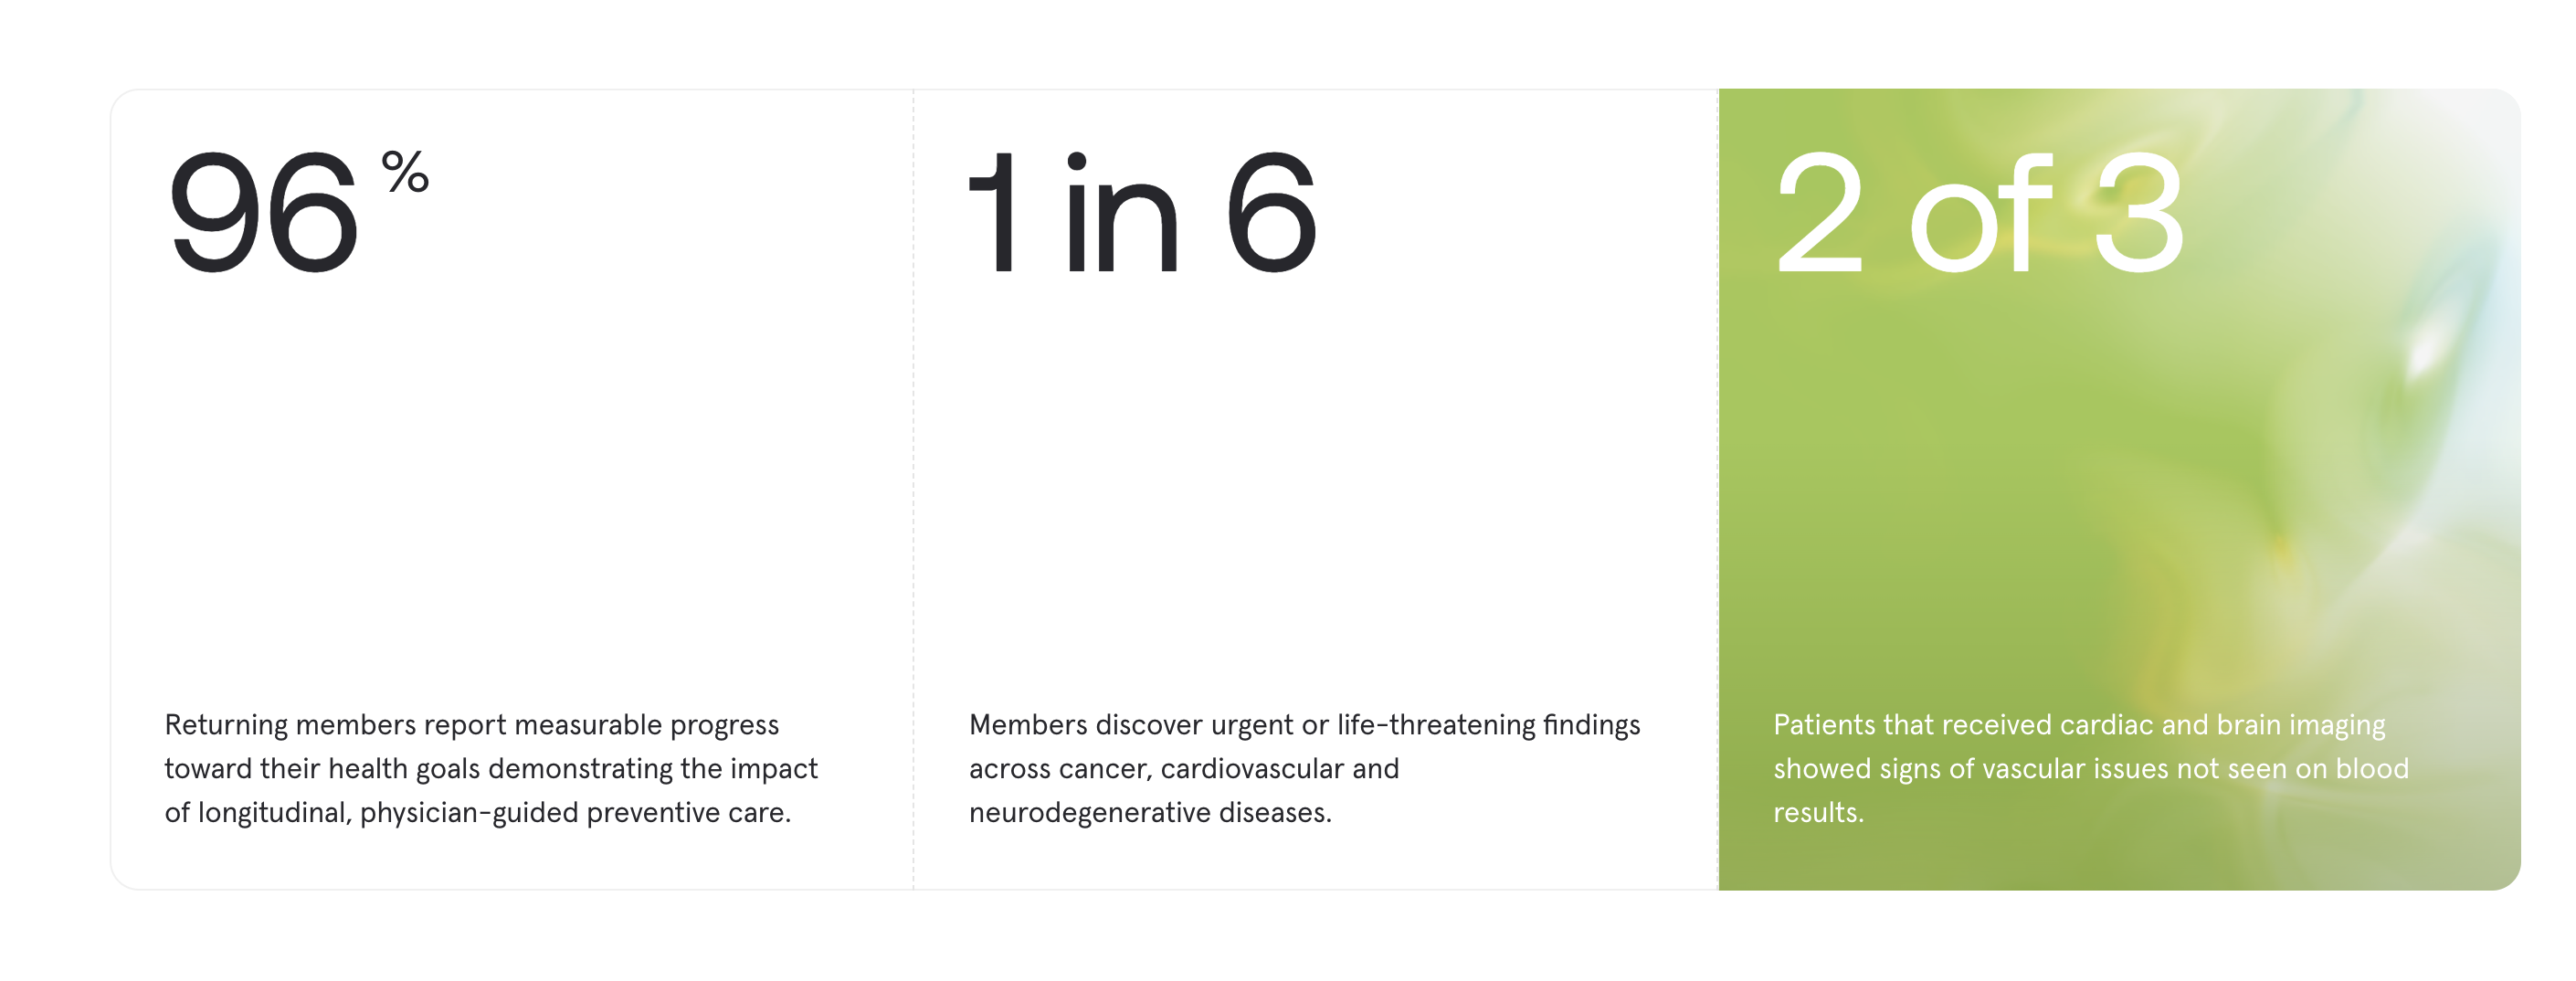 96 %
Returning members report measurable progress
toward their health goals demonstrating the impact
of longitudinal, physician-guided preventive care.
1 in 6
Members discover urgent or life-threatening findings
across cancer, cardiovascular and
neurodegenerative diseases.
2 of 3
Patients that received cardiac and brain imaging
showed signs of vascular issues not seen on blood
results.